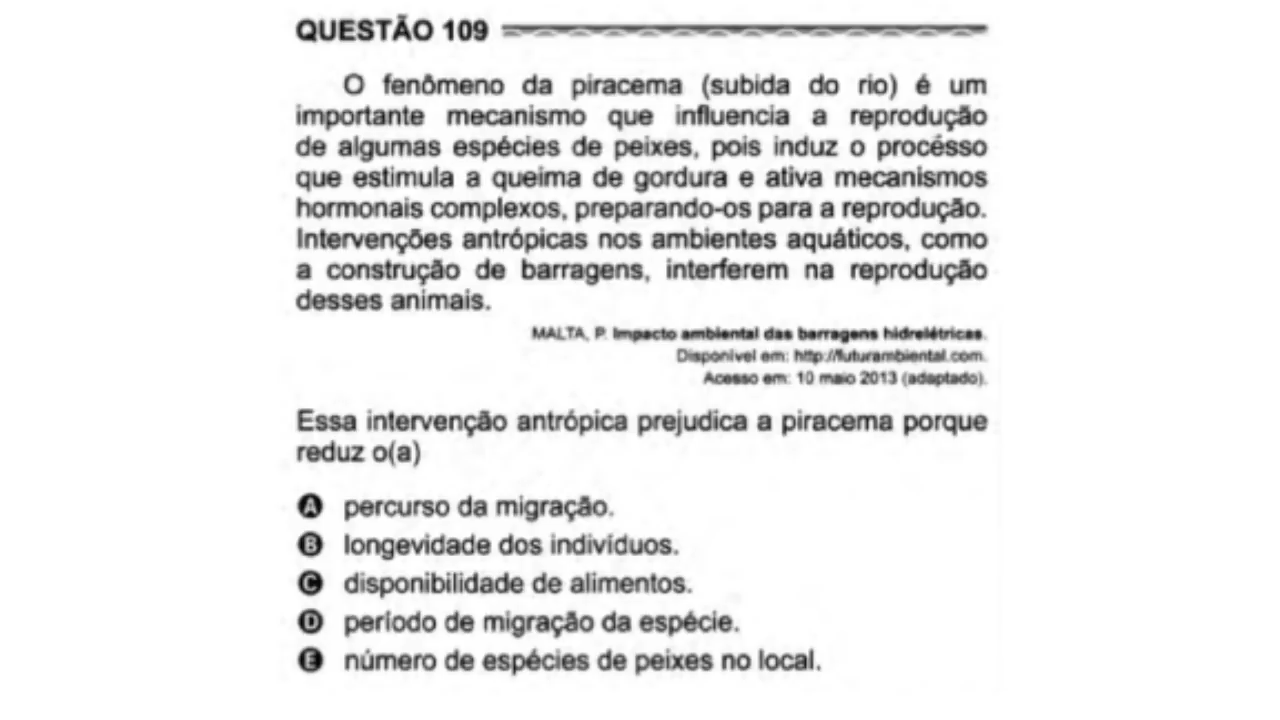 QUESTÃO 109
O fenômeno da piracema (subida do rio) é um
importante mecanismo que influencia a reprodução
de algumas espécies de peixes, pois induz o processo
que estimula a queima de gordura e ativa mecanismos
hormonais complexos, preparando-os para a reprodução.
Intervenções antrópicas nos ambientes aquáticos, como
a construção de barragens, interferem na reprodução
desses animais.
MALTA, P. Impacto ambiental das barragens hidrelétricas.
Disponível em: http://futurambiental.com.
Acesso em: 10 maio 2013 (adaptado).
Essa intervenção antrópica prejudica a piracema porque
reduz o(a)
A percurso da migração.
B longevidade dos indivíduos.
C disponibilidade de alimentos.
D período de migração da espécie.
E número de espécies de peixes no local.